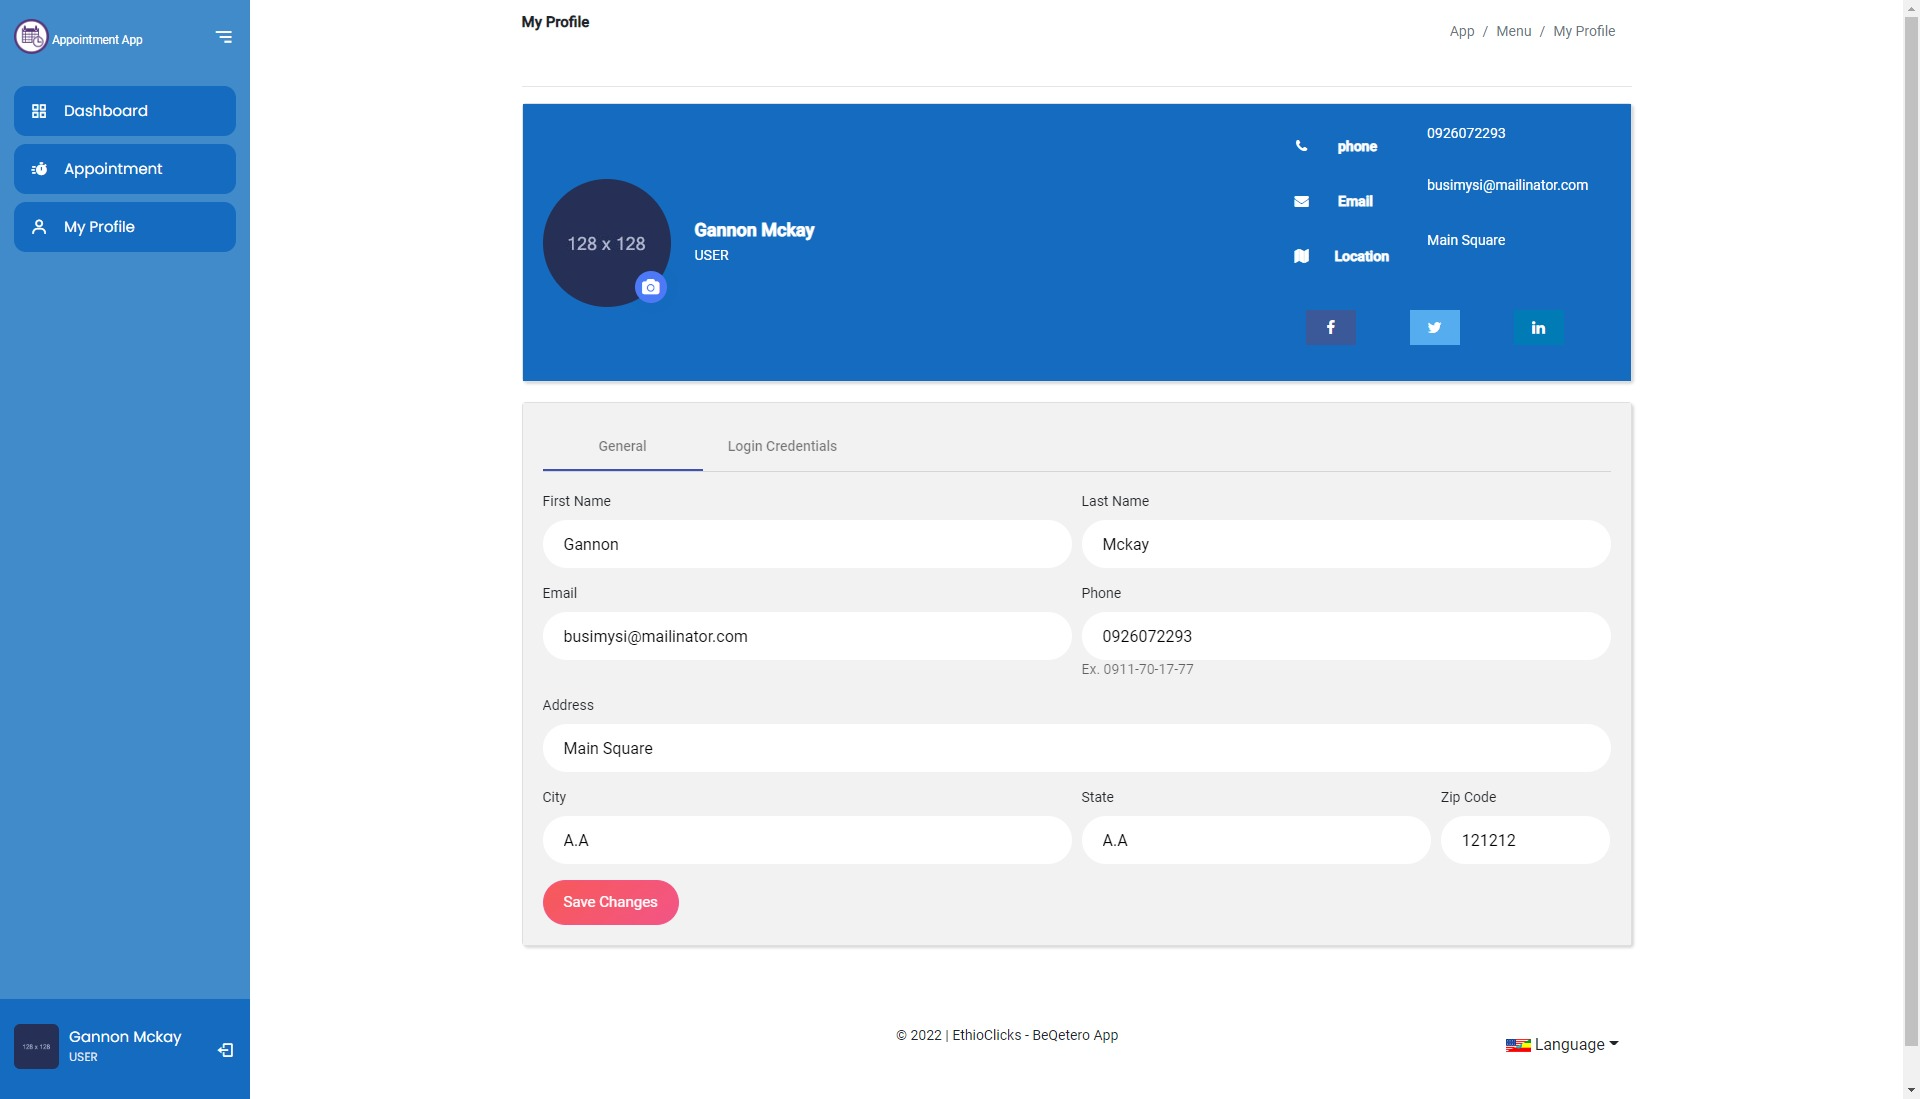 Appointment App
Dashboard
Appointment
My Profile
My Profile
App / Menu / My Profile
128 x 128
Gannon Mckay
USER
phone
0926072293
Email
busimysi@mailinator.com
Location
Main Square
General
Login Credentials
First Name
Last Name
Gannon
Mckay
Email
Phone
busimysi@mailinator.com
0926072293
Ex. 0911-70-17-77
Address
Main Square
City
State
Zip Code
A.A
A.A
121212
Save Changes
128 x 128
Gannon Mckay
USER
© 2022 | EthioClicks - BeQetero App
Language